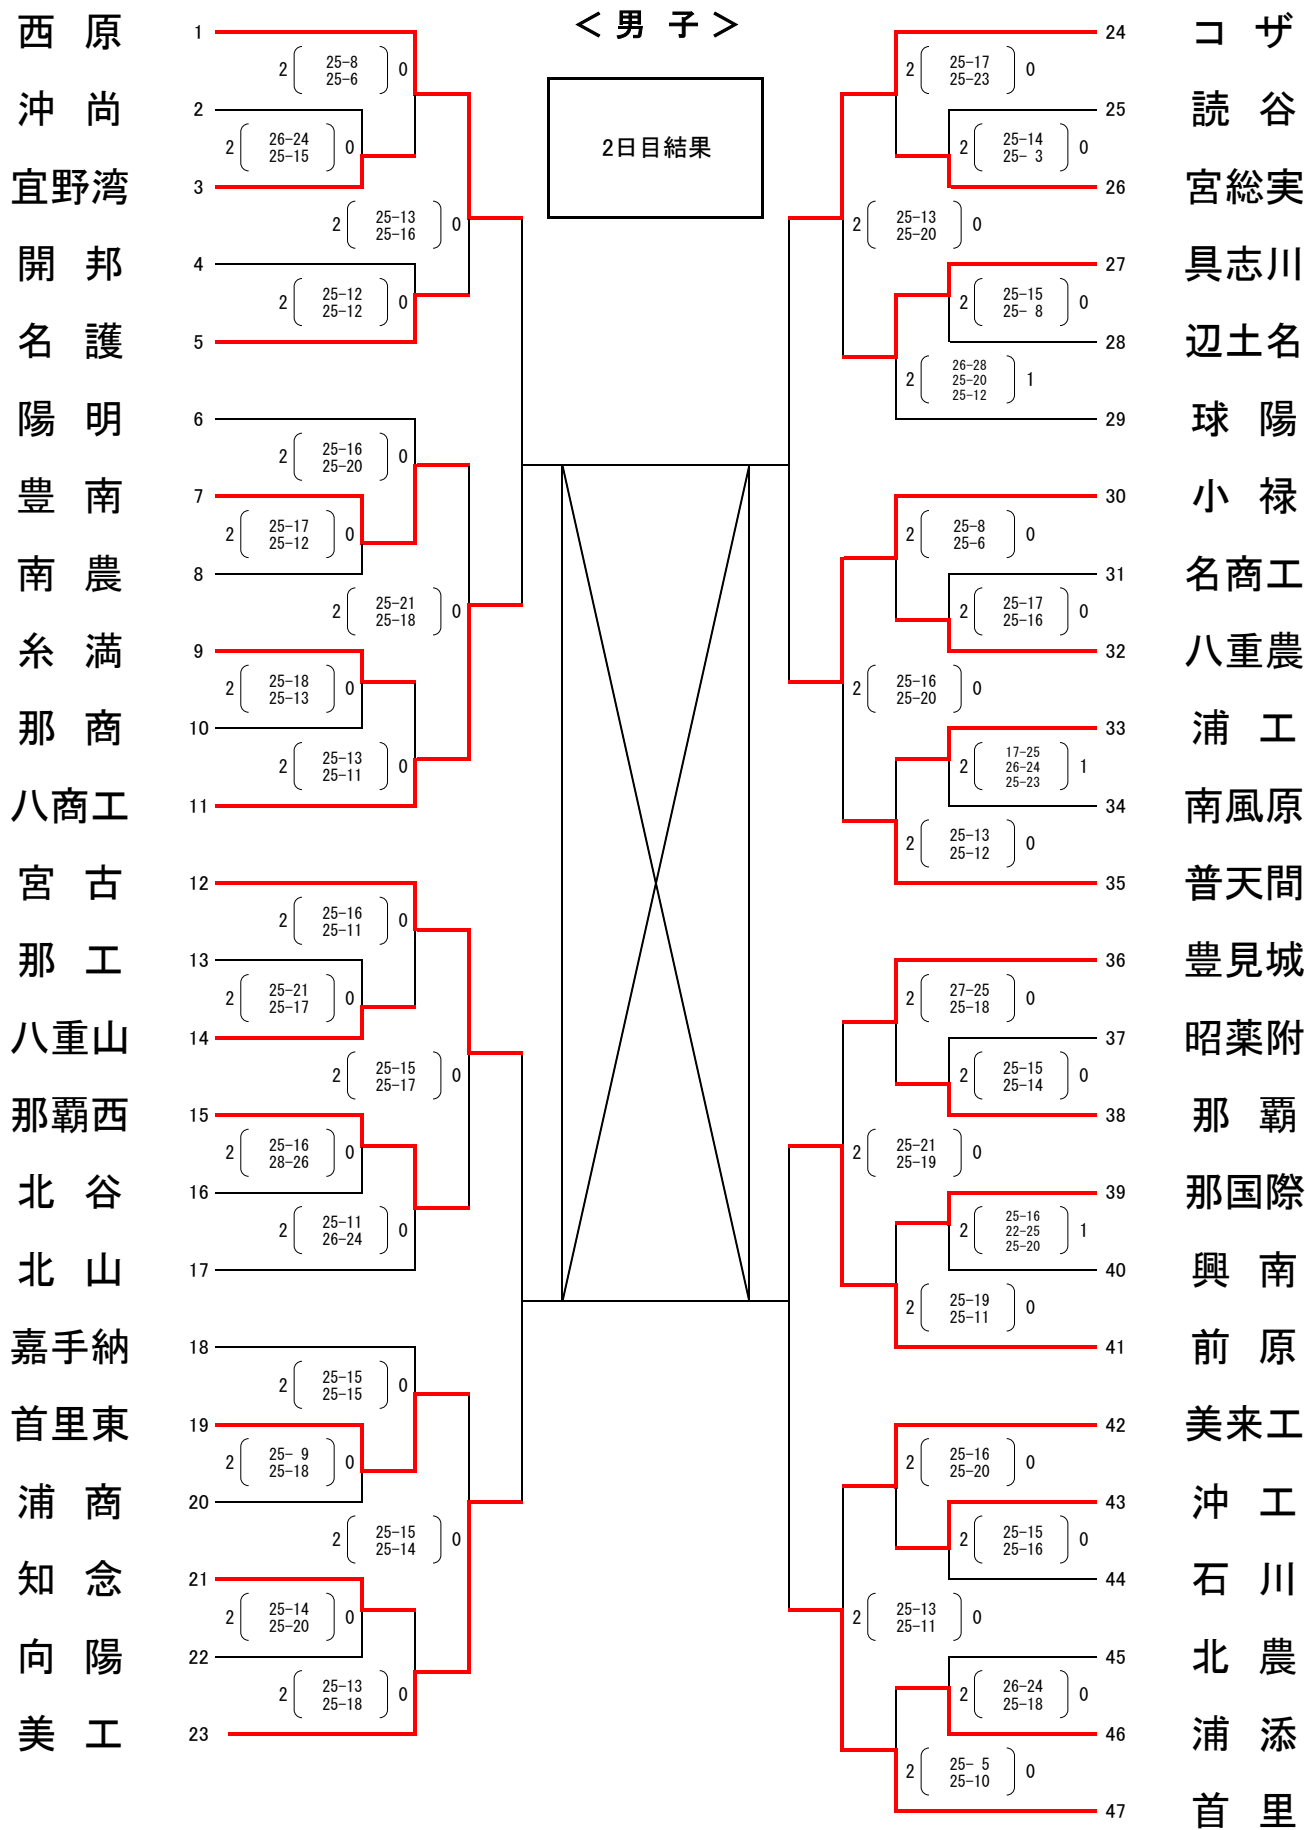 ＜ 男 子 ＞
2日目結果
西 原 1
2 25-8 0
25-6
沖 尚 2
2 26-24 0
25-15
宜野湾 3
2 25-13 0
25-16
開 邦 4
2 25-12 0
25-12
名 護 5
陽 明 6
2 25-16 0
25-20
豊 南 7
2 25-17 0
25-12
南 農 8
2 25-21 0
25-18
糸 満 9
2 25-18 0
25-13
那 商 10
2 25-13 0
25-11
八商工 11
宮 古 12
2 25-16 0
25-11
那 工 13
2 25-21 0
25-17
八重山 14
2 25-15 0
25-17
那覇西 15
2 25-16 0
28-26
北 谷 16
2 25-11 0
26-24
北 山 17
嘉手納 18
2 25-15 0
25-15
首里東 19
2 25- 9 0
25-18
浦 商 20
2 25-15 0
25-14
知 念 21
2 25-14 0
25-20
向 陽 22
2 25-13 0
25-18
美 工 23
24 コ ザ
2 25-17 0
25-23
25 読 谷
2 25-14 0
25- 3
26 宮総実
2 25-13 0
25-20
27 具志川
2 25-15 0
25- 8
28 辺土名
2 26-28 1
25-20
25-12
29 球 陽
30 小 禄
2 25-8 0
25-6
31 名商工
2 25-17 0
25-16
32 八重農
2 25-16 0
25-20
33 浦 工
2 17-25 1
26-24
25-23
34 南風原
2 25-13 0
25-12
35 普天間
36 豊見城
2 27-25 0
25-18
37 昭薬附
2 25-15 0
25-14
38 那 覇
2 25-21 0
25-19
39 那国際
2 25-16 1
22-25
25-20
40 興 南
2 25-19 0
25-11
41 前 原
42 美来工
2 25-16 0
25-20
43 沖 工
2 25-15 0
25-16
44 石 川
2 25-13 0
25-11
45 北 農
2 26-24 0
25-18
46 浦 添
2 25- 5 0
25-10
47 首 里